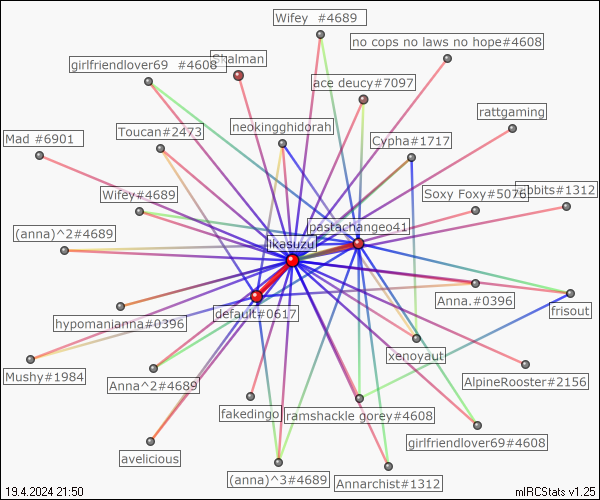 Wifey  #4689
no cops no laws no hope#4608
Skalman
girlfriendlover69  #4608
ace deucy#7097
rattgaming
neokingghidorah
Toucan#2473
Mad #6901
Cypha#1717
Wifey#4689
Soxy Foxy#5076
#1312
pastachangeo41
(anna)^2#4689
ikasuzu
Anna.#0396
frisout
default#0617
hypomanianna#0396
xenoyaut
Mushy#1984
AlpineRooster#2156
Anna^2#4689
fakedingo
ramshackle gorey#4608
girlfriendlover69#4608
avelicious
(anna)^3#4689
Annarchist#1312
19.4.2024 21:50
mIRCStats v1.25